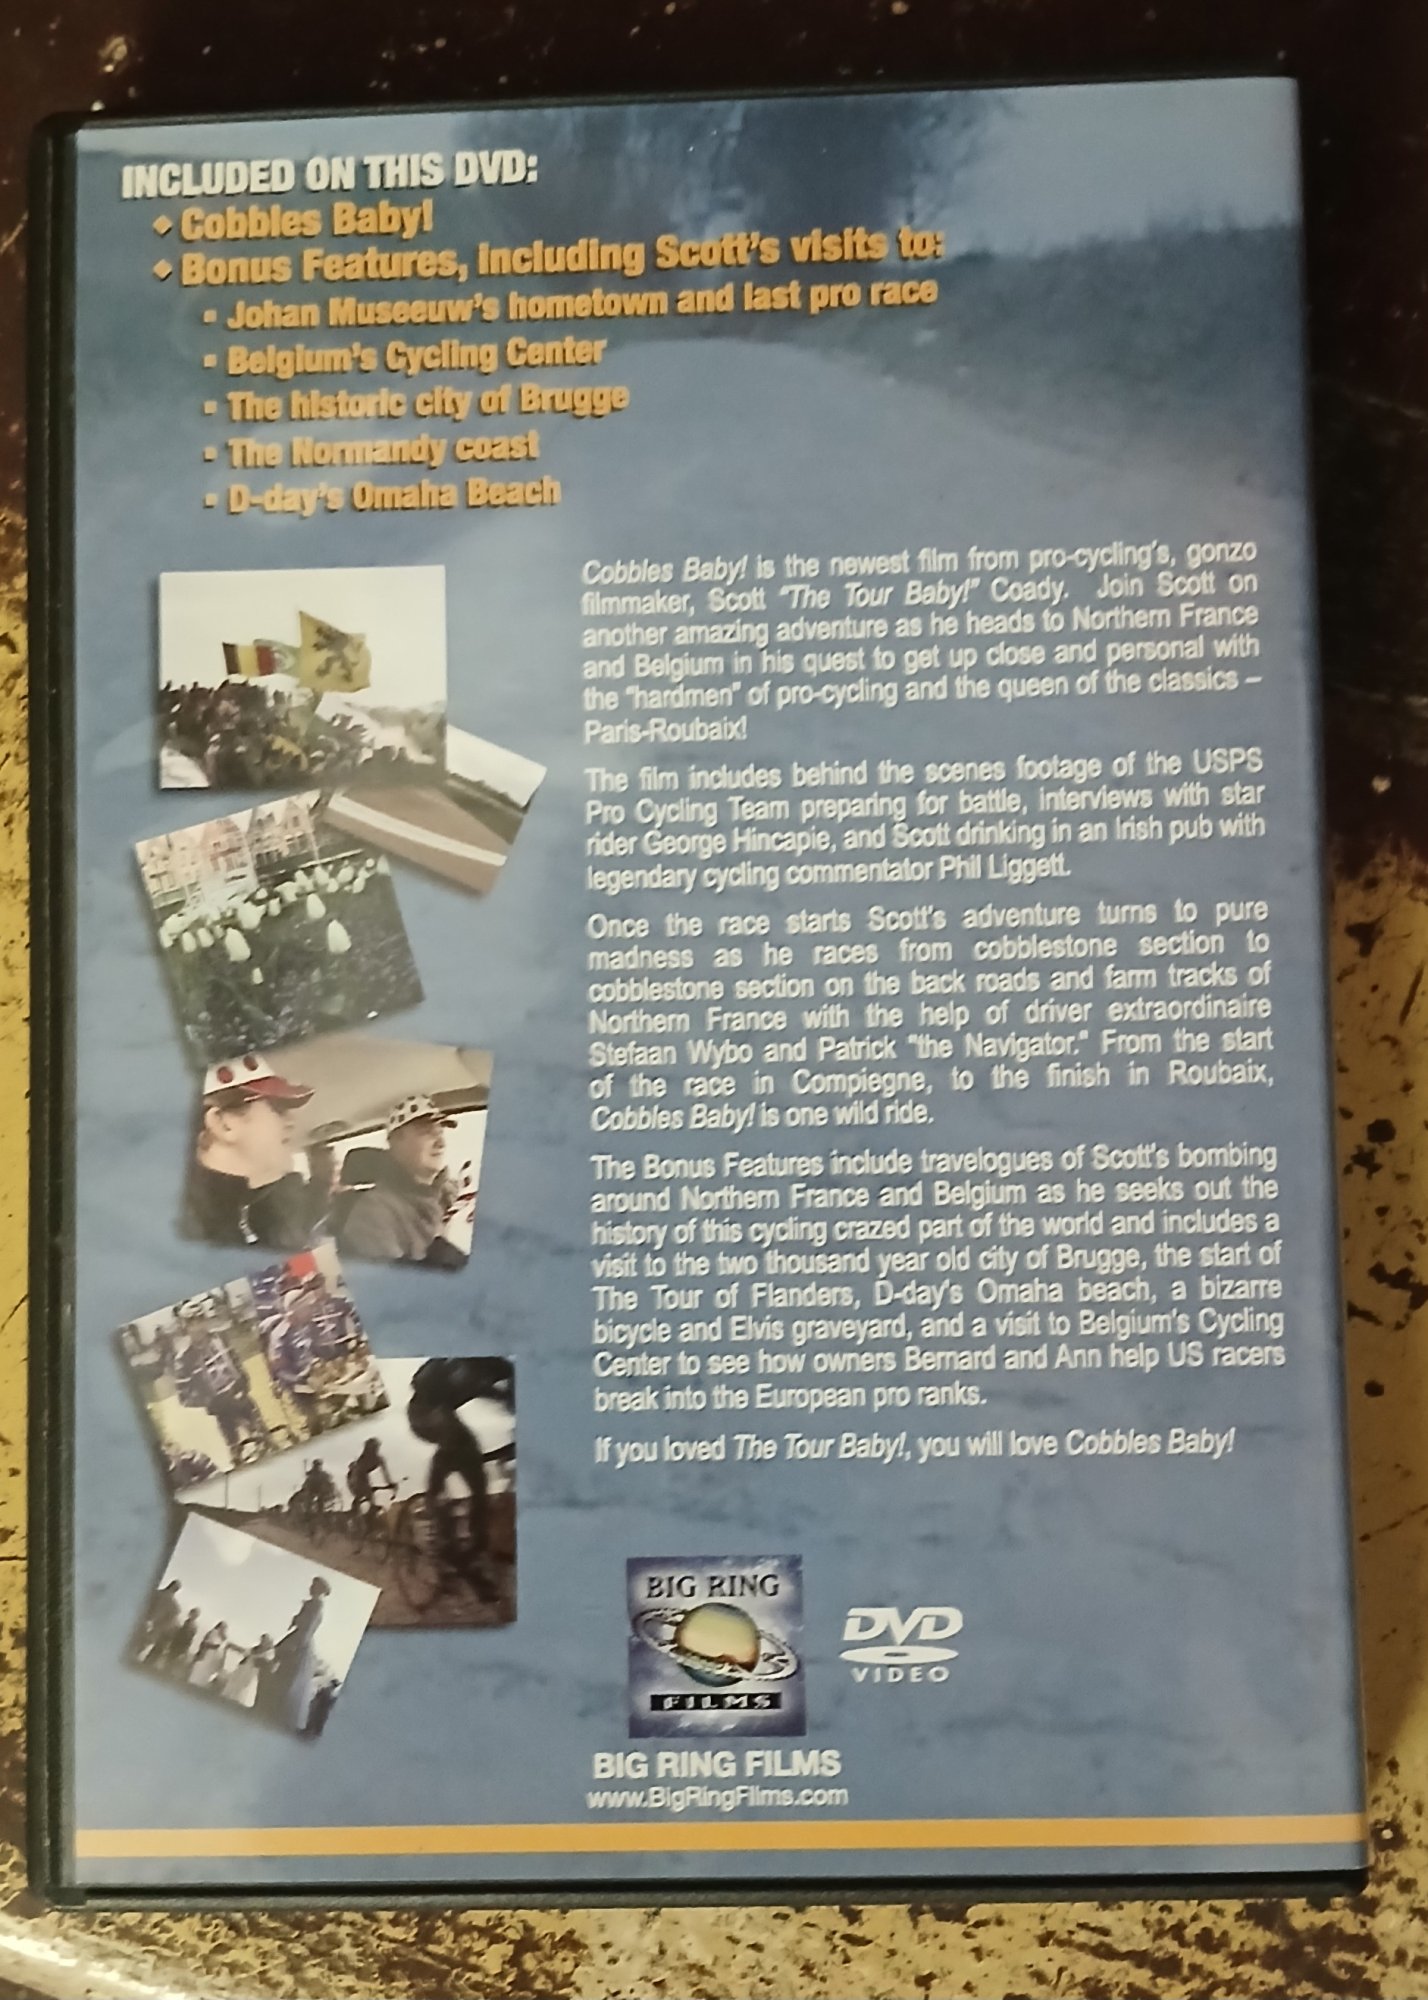 INCLUDED ON THIS DVD:
Cobbles Baby!
Bonus Features, including Scott's visits to:
Johan Museeuw's hometown and last pro race
Belgium's Cycling Center
The historic city of Brugge
The Normandy coast
D-day's Omaha Beach
Cobbles Baby! is the newest film from pro-cycling's, gonzo
filmmaker, Scott "The Tour Baby!" Coady. Join Scott on
another amazing adventure as he heads to Northern France
and Belgium in his quest to get up close and personal with
the "hardmen" of pro-cycling and the queen of the classics –
Paris-Roubaix!
The film includes behind the scenes footage of the USPS
Pro Cycling Team preparing for battle, interviews with star
rider George Hincapie, and Scott drinking in an Irish pub with
legendary cycling commentator Phil Liggett.
Once the race starts Scott's adventure turns to pure
madness as he races from cobblestone section to
cobblestone section on the back roads and farm tracks of
Northern France with the help of driver extraordinaire
Stefaan Wybo and Patrick "the Navigator." From the start
of the race in Compiegne, to the finish in Roubaix,
Cobbles Baby! is one wild ride.
The Bonus Features include travelogues of Scott's bombing
around Northern France and Belgium as he seeks out the
history of this cycling crazed part of the world and includes a
visit to the two thousand year old city of Brugge, the start of
The Tour of Flanders, D-day's Omaha beach, a bizarre
bicycle and Elvis graveyard, and a visit to Belgium's Cycling
Center to see how owners Bernard and Ann help US racers
break into the European pro ranks.
If you loved The Tour Baby!, you will love Cobbles Baby!
BIG RING
FILMS
DVD
VIDEO
BIG RING FILMS
www.BigRingFilms.com